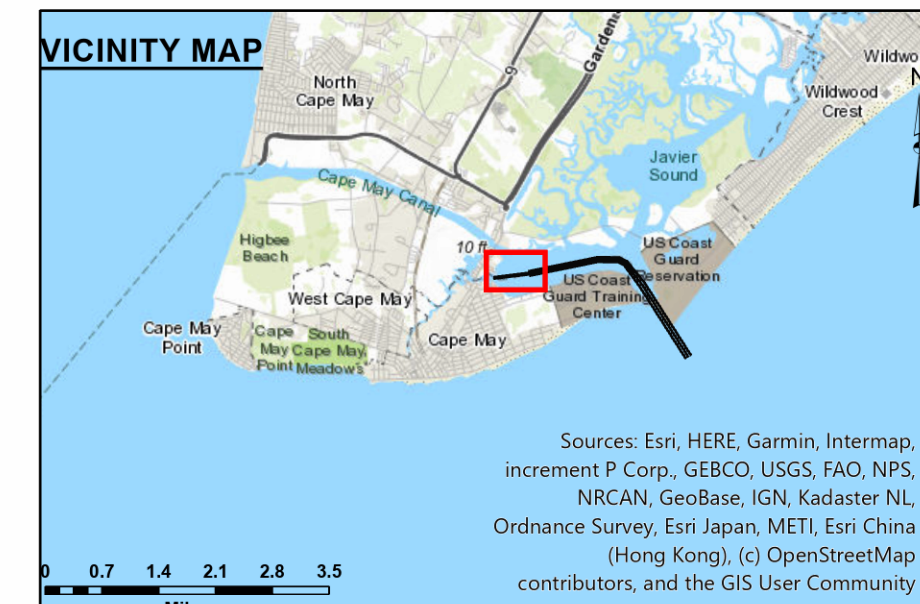 VICINITY MAP
North
Cape May
9
Gardens
Wildwo
N
Wildwood
Crest
Javier
Sound
Cape May Canal
Higbee
Beach
10 ft
US Coast
Guard
Reservation
West Cape May
US Coast
Guard Training
Center
Cape May
Point
Cape
May
Point
South
Cape May
Meadows
Cape May
Sources: Esri, HERE, Garmin, Intermap,
increment P Corp., GEBCO, USGS, FAO, NPS,
NRCAN, GeoBase, IGN, Kadaster NL,
Ordnance Survey, Esri Japan, METI, Esri China
(Hong Kong), (c) OpenStreetMap
contributors, and the GIS User Community
0 0.7 1.4 2.1 2.8 3.5